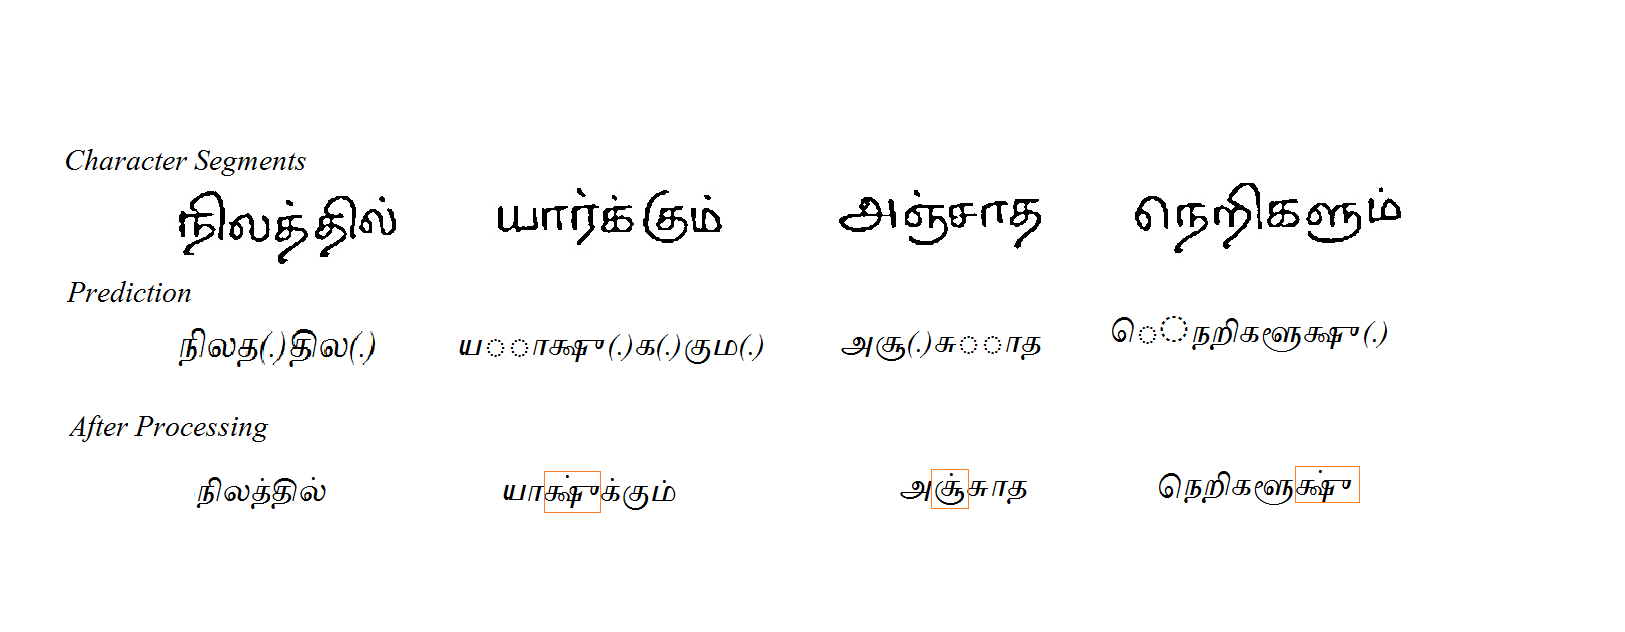 Character Segments
நிலத்தில் யார்க்கும் அஞ்சாத நெறிகளும்
Prediction
நிலத(.)தில(.) ய◌ாக்ஷு(.)க(.)கும(.) அசூ(.)சு◌ாத ெ◌நறிகளூக்ஷு(.)
After Processing
நிலத்தில் யாக்ஷு்க்கும் அசூ்சுாத நெறிகளூக்ஷு்